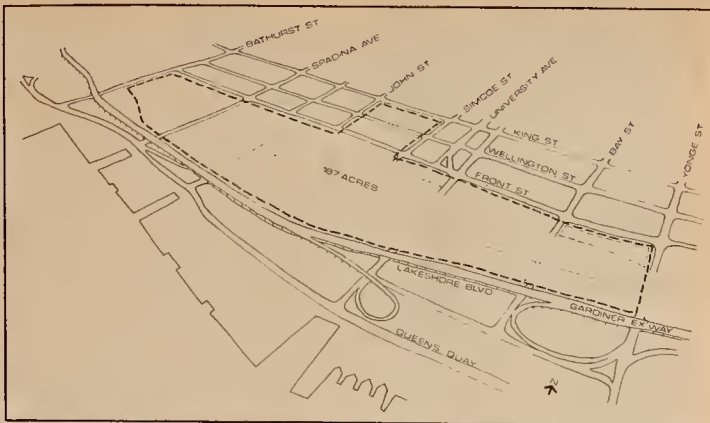 BATHURST ST
SPADINA AVE
JOHN ST
SIMCOE ST
UNIVERSITY AVE
KING ST
WELLINGTON ST
FRONT ST
BAY ST
YONGE ST
187 ACRES
LAKESHORE BLVD
GARDINER EX WAY
QUEENS QUAY
N